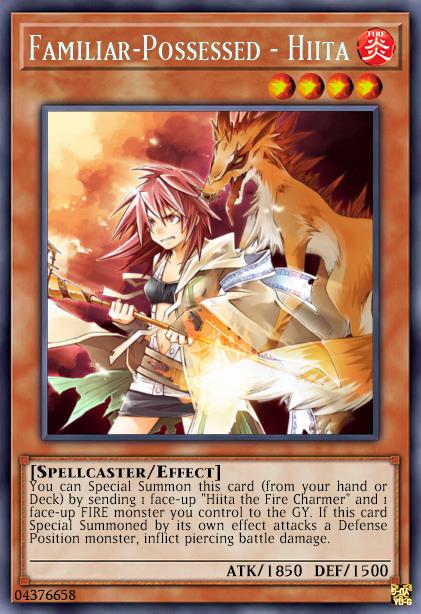 Familiar-Possessed - Hiita
FIRE
炎
[Spellcaster/Effect]
You can Special Summon this card (from your hand or
Deck) by sending 1 face-up "Hiita the Fire Charmer" and 1
face-up FIRE monster you control to the GY. If this card
Special Summoned by its own effect attacks a Defense
Position monster, inflict piercing battle damage.
ATK/1850 DEF/1500
04376658